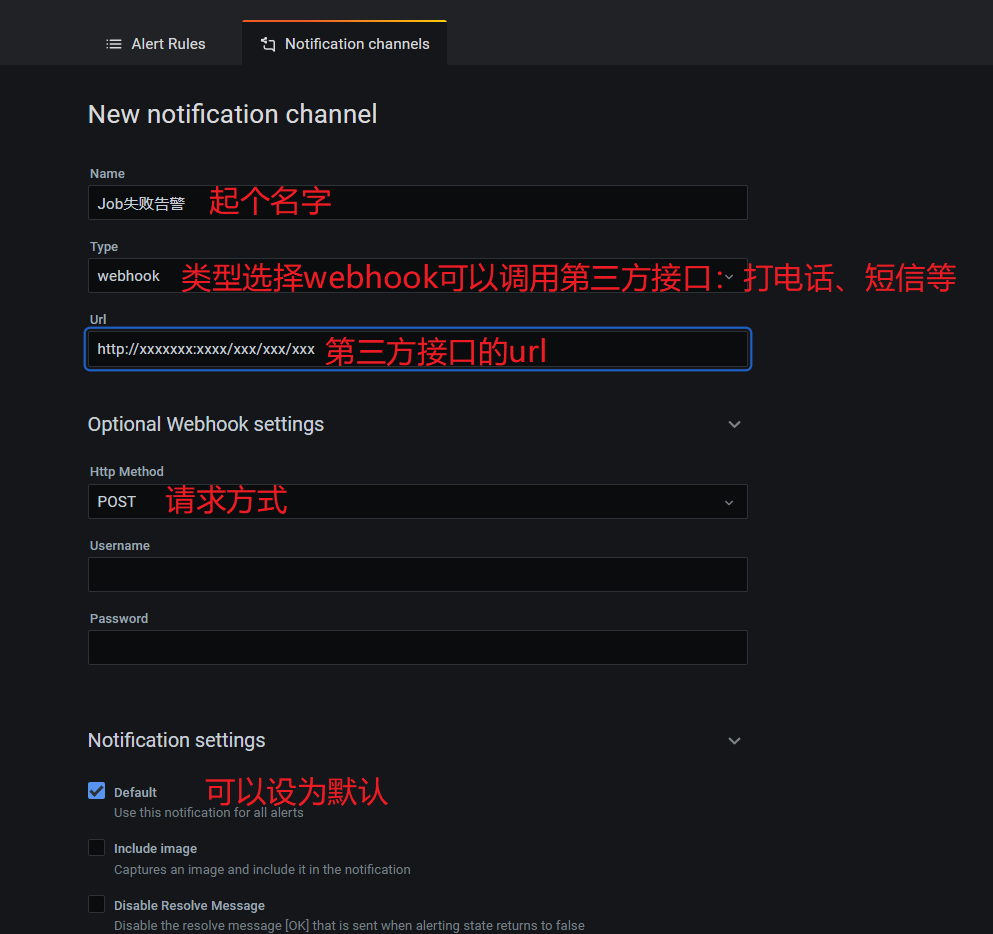 Alert Rules
Notification channels
New notification channel
Name
Job失败告警 起个名字
Type
webhook 类型选择webhook可以调用第三方接口：打电话、短信等
Url
http://xxxxxxx:xxxx/xxx/xxx/xxx 第三方接口的url
Optional Webhook settings
Http Method
POST 请求方式
Username
Password
Notification settings
Default 可以设为默认
Use this notification for all alerts
Include image
Captures an image and include it in the notification
Disable Resolve Message
Disable the resolve message [OK] that is sent when alerting state returns to false